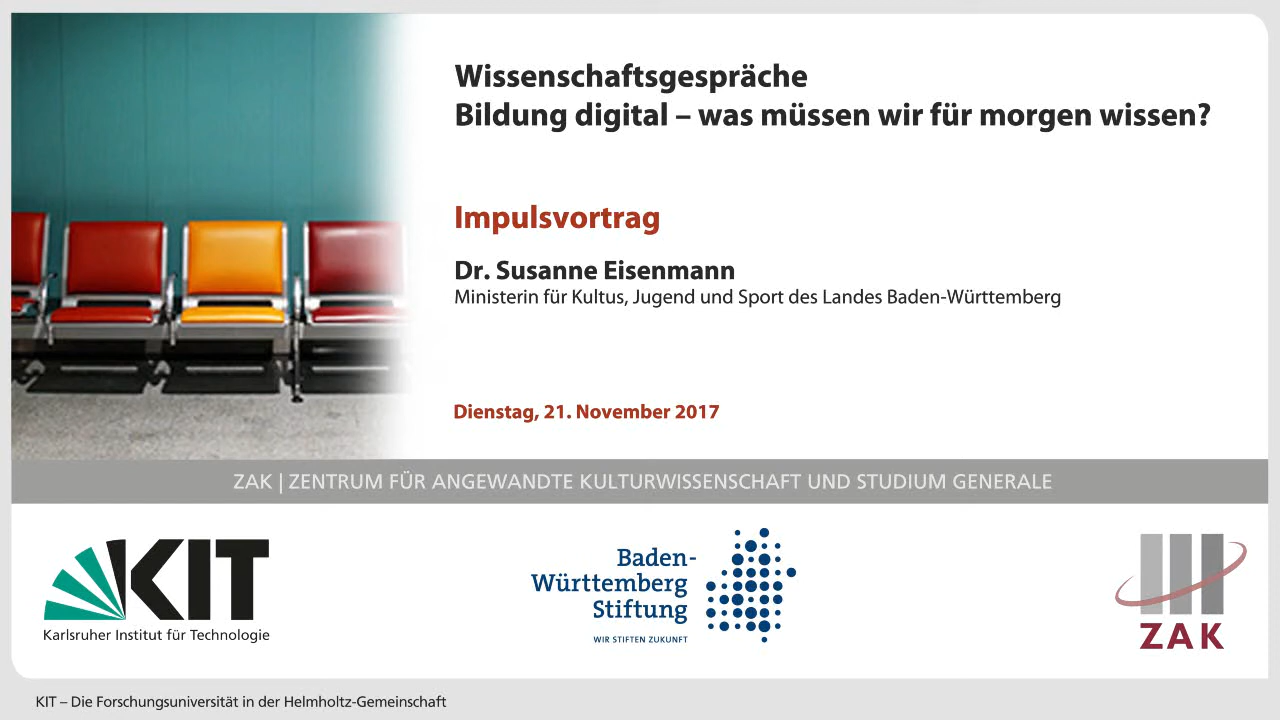 Wissenschaftsgespräche
Bildung digital – was müssen wir für morgen wissen?
Impulsvortrag
Dr. Susanne Eisenmann
Ministerin für Kultus, Jugend und Sport des Landes Baden-Württemberg
Dienstag, 21. November 2017
ZAK | ZENTRUM FÜR ANGEWANDTE KULTURWISSENSCHAFT UND STUDIUM GENERALE
KIT
Karlsruher Institut für Technologie
Baden-
Württemberg
Stiftung
WIR STIFTEN ZUKUNFT
ZAK
KIT – Die Forschungsuniversität in der Helmholtz-Gemeinschaft